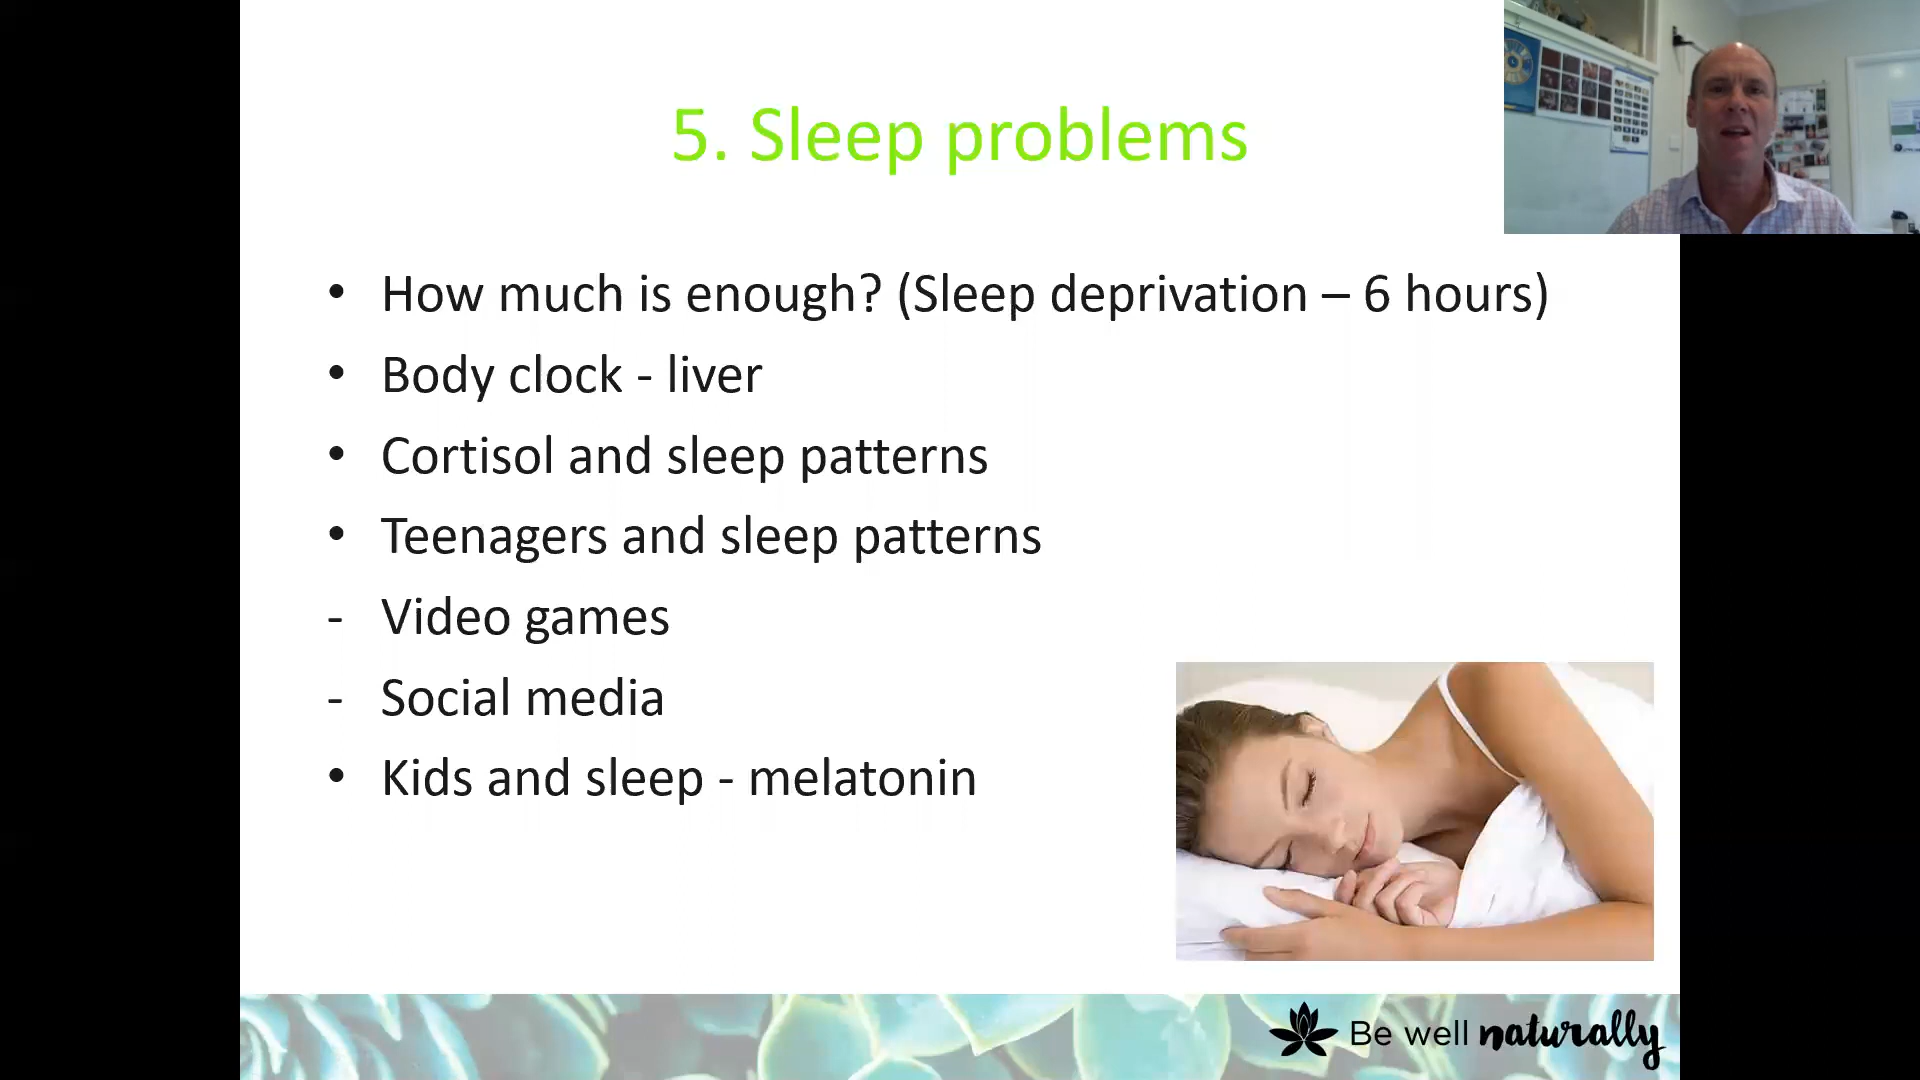 5. Sleep problems
• How much is enough? (Sleep deprivation – 6 hours)
• Body clock - liver
• Cortisol and sleep patterns
• Teenagers and sleep patterns
- Video games
- Social media
• Kids and sleep - melatonin
Be well naturally